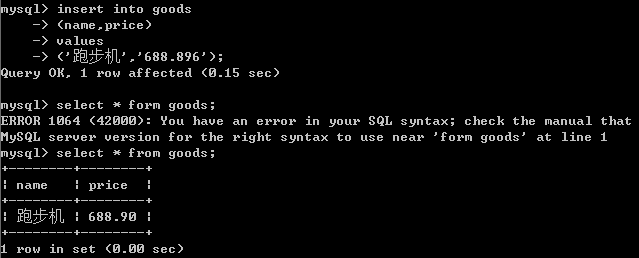 mysql> insert into goods
    -> (name,price)
    -> values
    -> ('跑步机','688.896');
Query OK, 1 row affected (0.15 sec)
mysql> select * form goods;
ERROR 1064 (42000): You have an error in your SQL syntax; check the manual that
MySQL server version for the right syntax to use near 'form goods' at line 1
mysql> select * from goods;
+--------+--------+
| name   | price  |
+--------+--------+
| 跑步机 | 688.90 |
+--------+--------+
1 row in set (0.00 sec)